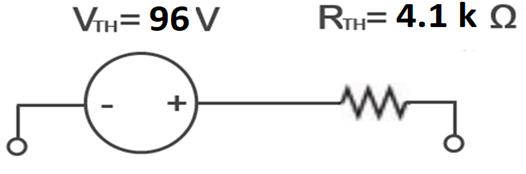 VTH= 96 V
RTH= 4.1 k Ω
- +